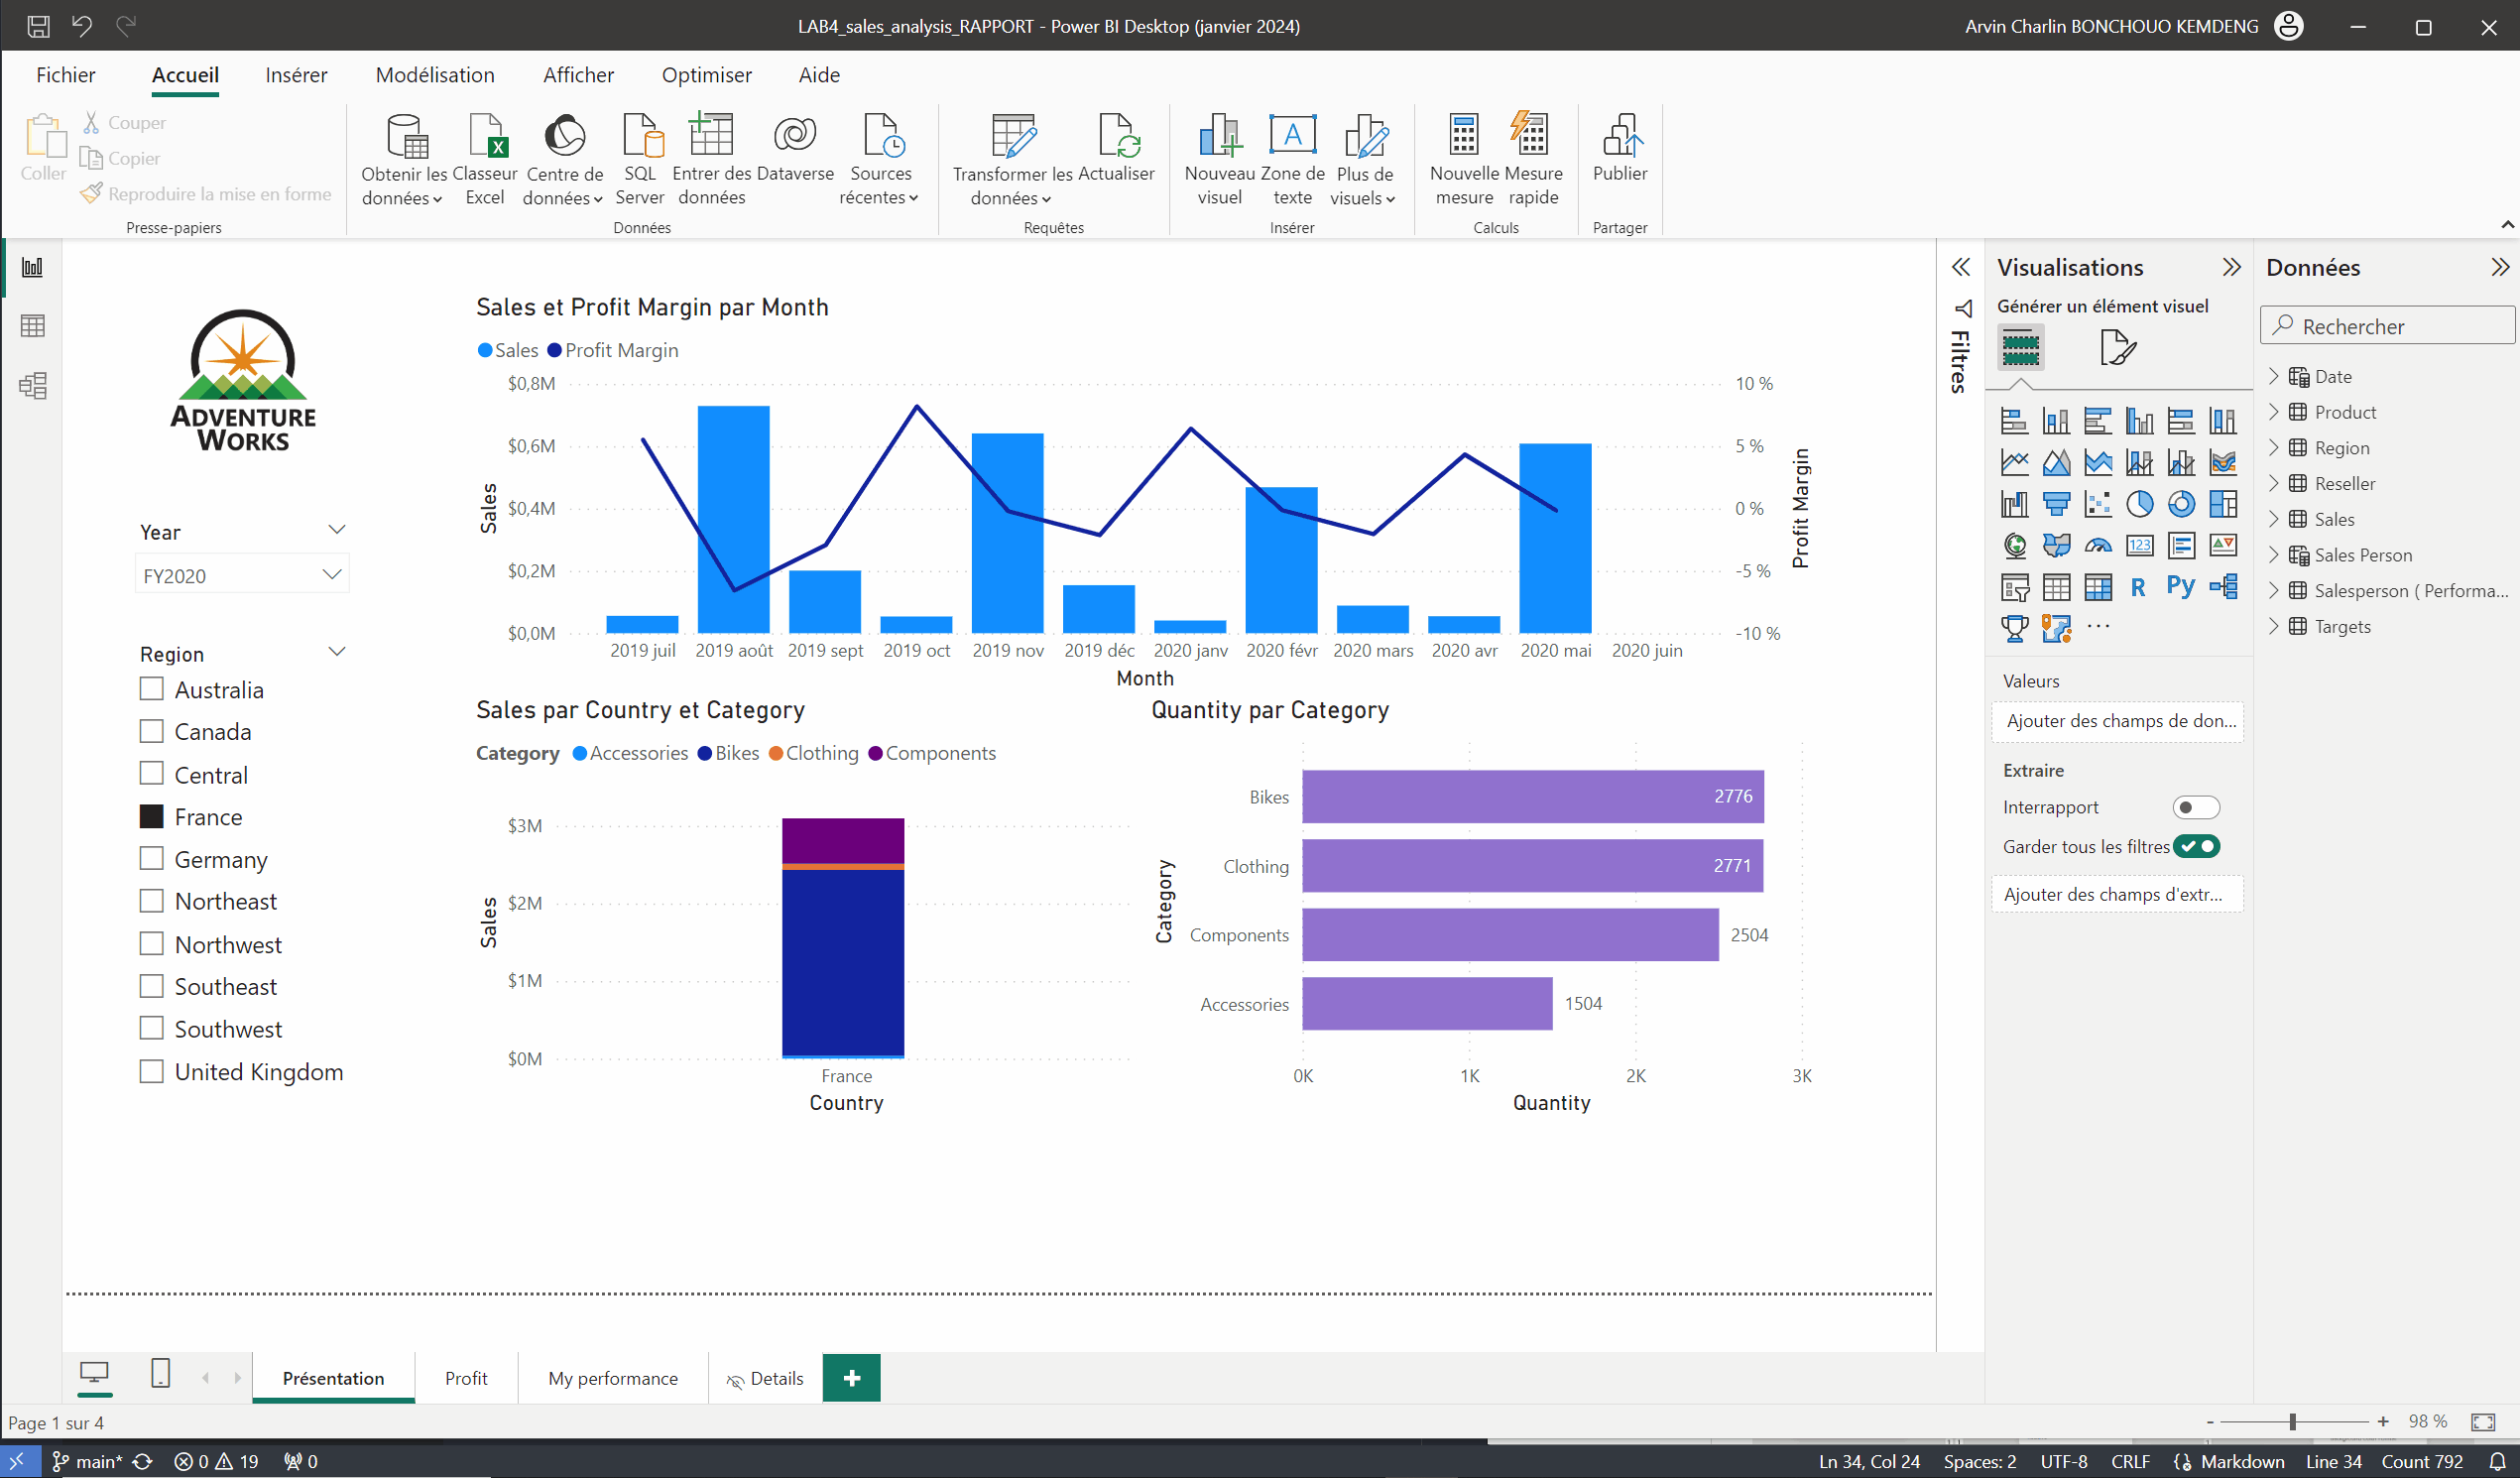 LAB4_sales_analysis_RAPPORT - Power BI Desktop (janvier 2024)
Arvin Charlin BONCHOUO KEMDENG
Fichier Accueil Insérer Modélisation Afficher Optimiser Aide
Coller
Couper
Copier
Reproduire la mise en forme
Presse-papiers
Obtenir les données
Classeur Excel
Centre de données
SQL Server
Entrer des données
Dataverse
Sources récentes
Données
Transformer les données
Actualiser
Requêtes
Nouveau visuel
Zone de texte
Plus de visuels
Insérer
Nouvelle mesure
Mesure rapide
Calculs
Publier
Partager
ADVENTURE
WORKS
Year
FY2020
Region
Australia
Canada
Central
France
Germany
Northeast
Northwest
Southeast
Southwest
United Kingdom
Sales et Profit Margin par Month
Sales Profit Margin
$0,8M
$0,6M
$0,4M
$0,2M
$0,0M
Sales
10 %
5 %
0 %
-5 %
-10 %
Profit Margin
2019 juil 2019 août 2019 sept 2019 oct 2019 nov 2019 déc 2020 janv 2020 févr 2020 mars 2020 avr 2020 mai 2020 juin
Month
Sales par Country et Category
Category Accessories Bikes Clothing Components
$3M
$2M
$1M
$0M
Sales
France
Country
Quantity par Category
Category
Bikes 2776
Clothing 2771
Components 2504
Accessories 1504
0K 1K 2K 3K
Quantity
Filtres
Visualisations
Générer un élément visuel
123
R Py
...
Valeurs
Ajouter des champs de don...
Extraire
Interrapport
Garder tous les filtres
Ajouter des champs d'extr...
Données
Rechercher
Date
Product
Region
Reseller
Sales
Sales Person
Salesperson ( Performa...
Targets
Présentation Profit My performance Details +
Page 1 sur 4
- + 98 %
main* 0 19 0
Ln 34, Col 24 Spaces: 2 UTF-8 CRLF Markdown Line 34 Count 792